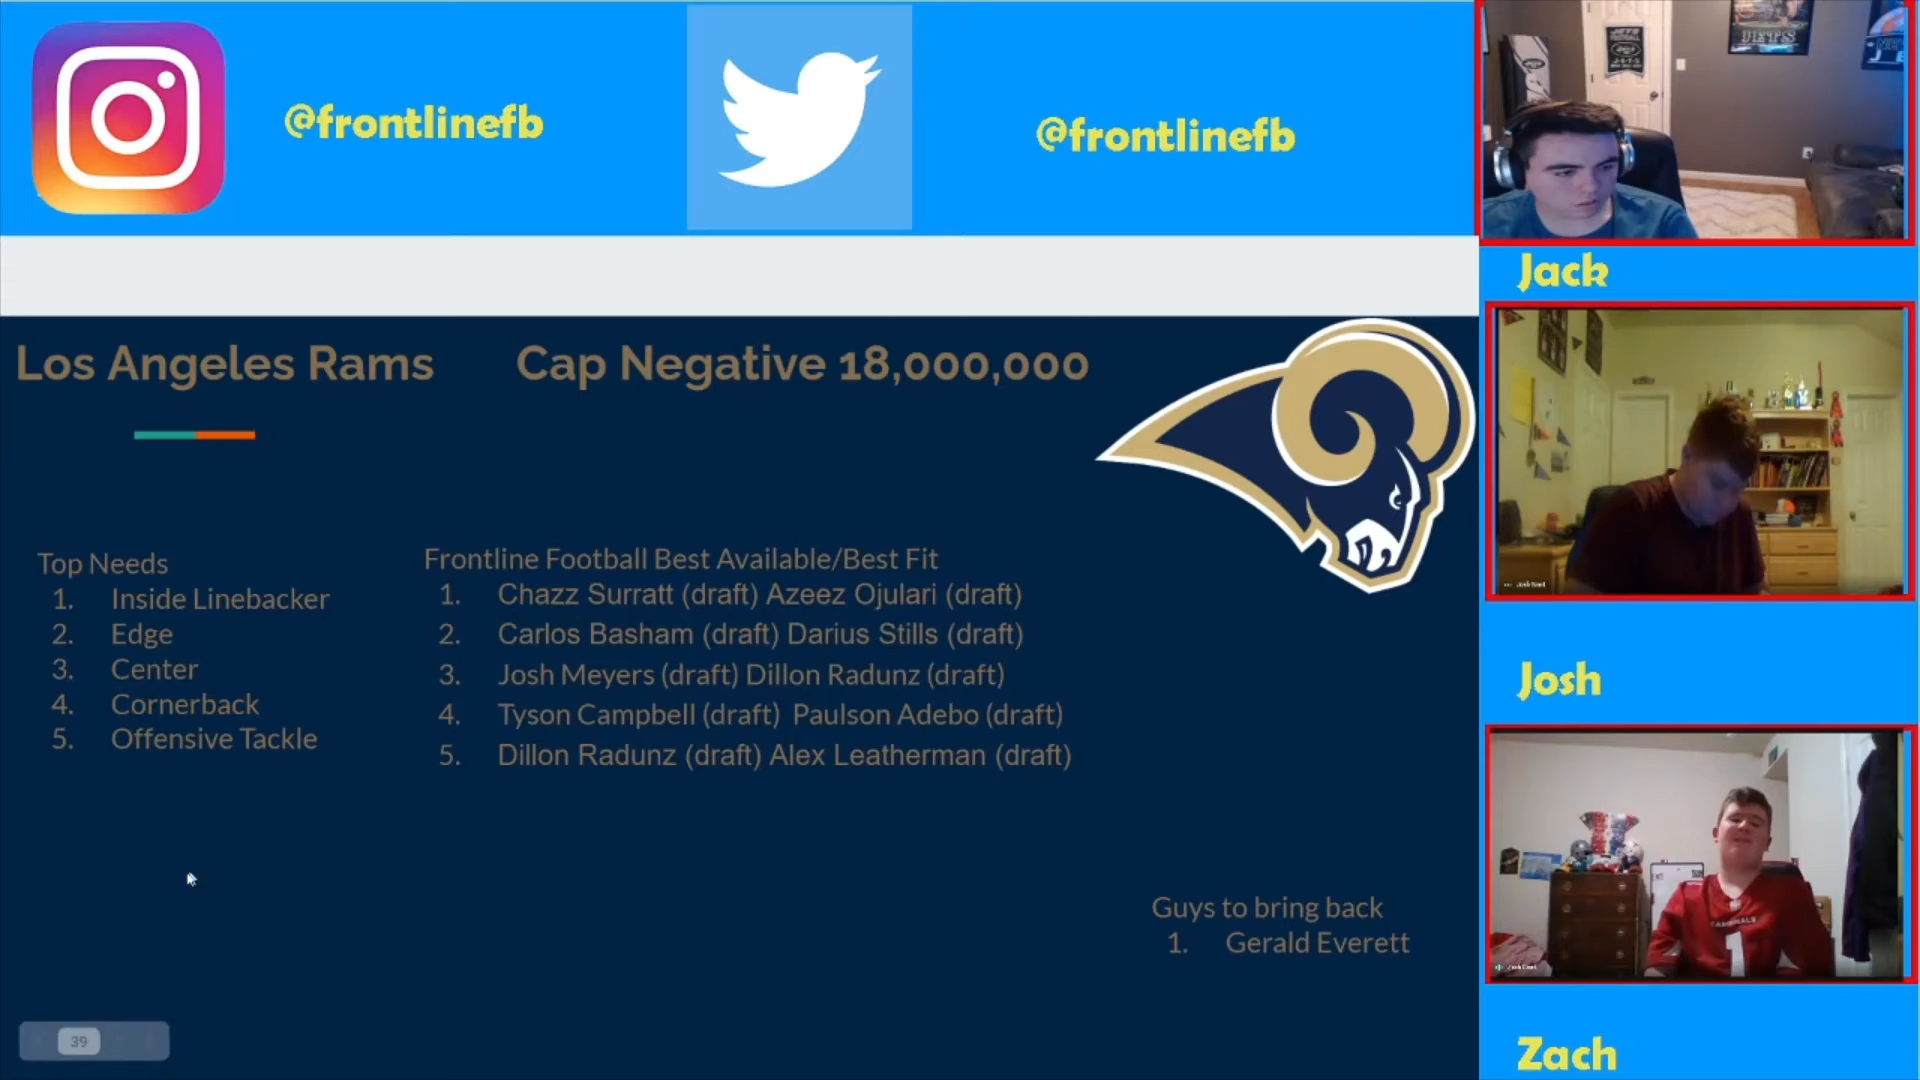 @frontlinefb
@frontlinefb
Jack
Los Angeles Rams
Cap Negative 18,000,000
Top Needs
1. Inside Linebacker
2. Edge
3. Center
4. Cornerback
5. Offensive Tackle
Frontline Football Best Available/Best Fit
1. Chazz Surratt (draft) Azeez Ojulari (draft)
2. Carlos Basham (draft) Darius Stills (draft)
3. Josh Meyers (draft) Dillon Radunz (draft)
4. Tyson Campbell (draft) Paulson Adebo (draft)
5. Dillon Radunz (draft) Alex Leatherman (draft)
Josh
Guys to bring back
1. Gerald Everett
CARDINALS
1
39
Zach
JETS